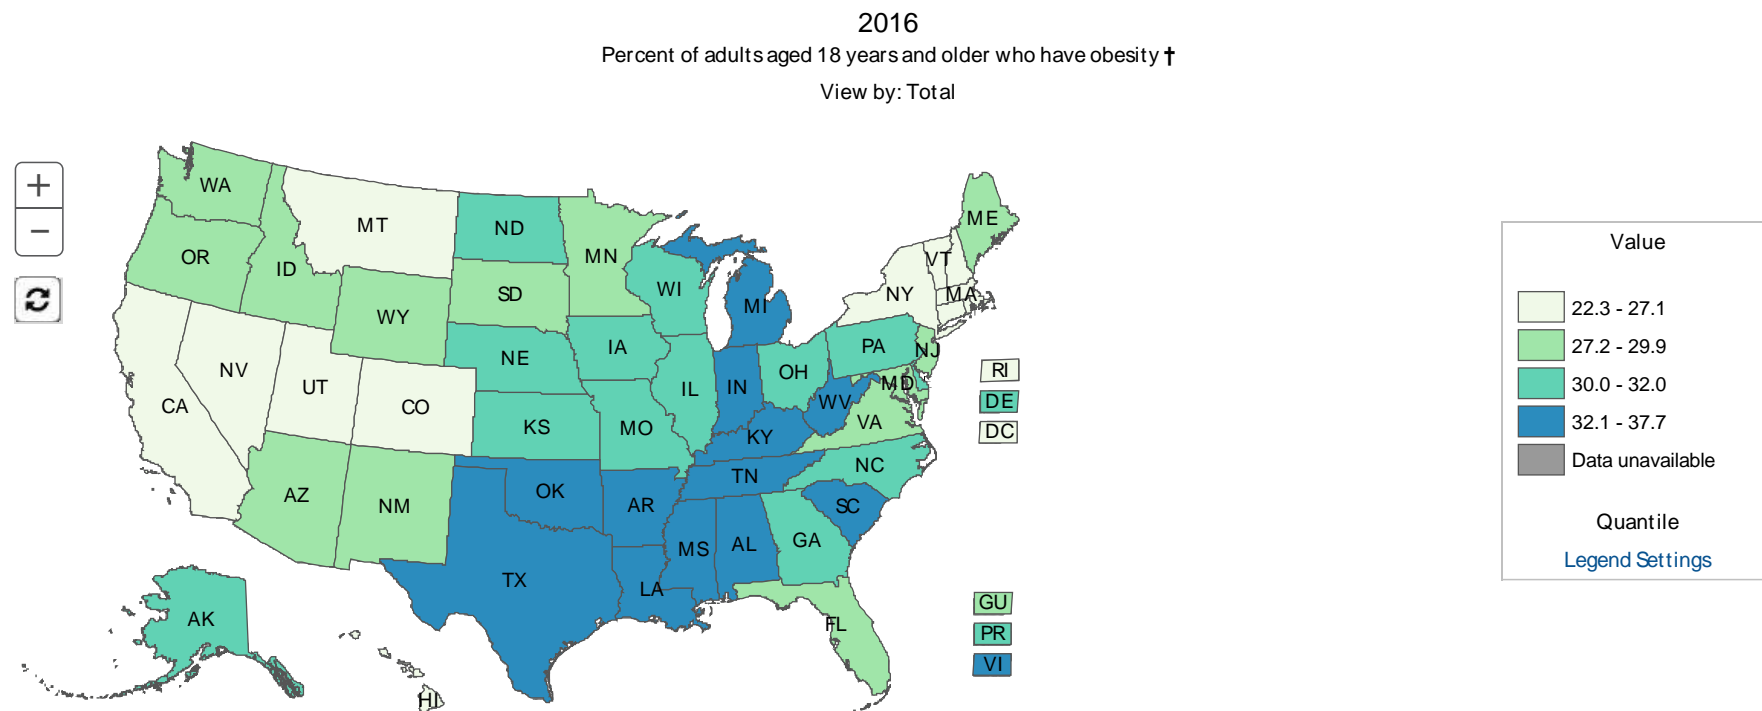 2016
Percent of adults aged 18 years and older who have obesity †
View by: Total
+
−
WA
MT
ND
MN
ME
OR
ID
SD
WI
VT
WY
MI
NY
MA
NE
IA
PA
NJ
NV
UT
CO
IL
IN
OH
MD
RI
CA
KS
MO
WV
DE
KY
VA
DC
AZ
NM
OK
AR
TN
NC
SC
TX
MS
AL
GA
LA
AK
FL
GU
HI
PR
VI
Value
22.3 - 27.1
27.2 - 29.9
30.0 - 32.0
32.1 - 37.7
Data unavailable
Quantile
Legend Settings